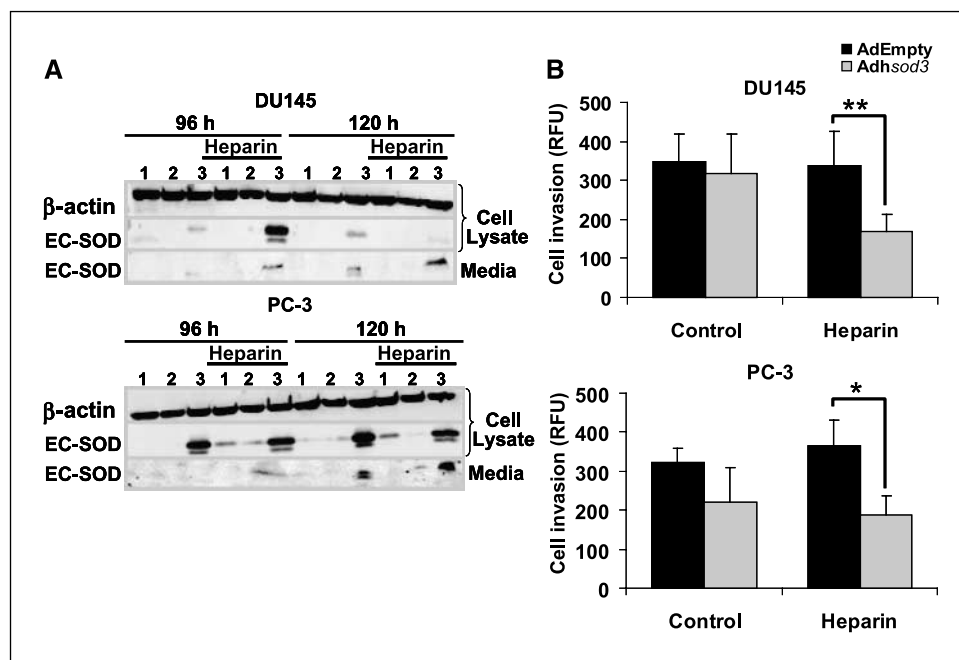 A
DU145
96 h 120 h
Heparin Heparin
1 2 3 1 2 3 1 2 3 1 2 3
β-actin
EC-SOD
Cell
Lysate
EC-SOD
Media
PC-3
96 h 120 h
Heparin Heparin
1 2 3 1 2 3 1 2 3 1 2 3
β-actin
EC-SOD
Cell
Lysate
EC-SOD
Media
B
AdEmpty
Adhsod3
DU145
Cell invasion (RFU)
500
400
300
200
100
0
**
Control Heparin
PC-3
Cell invasion (RFU)
500
400
300
200
100
0
*
Control Heparin